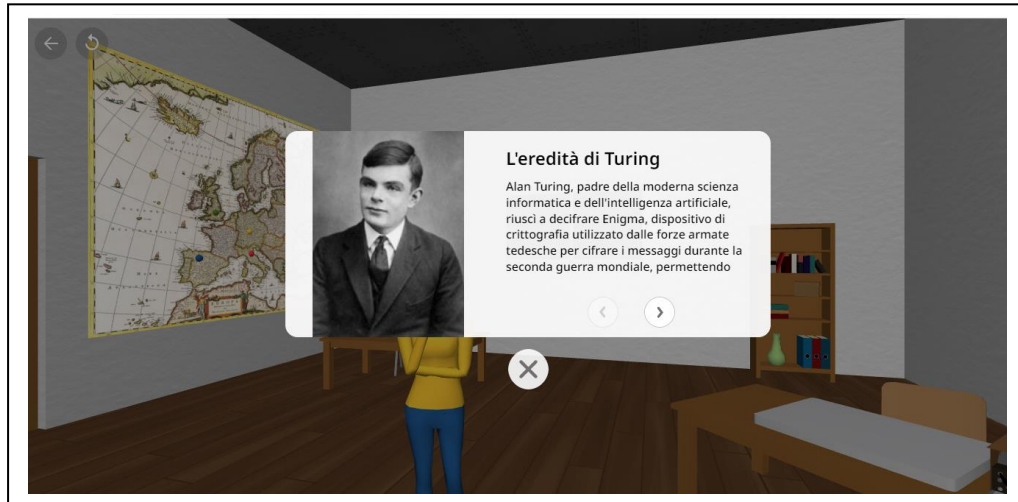 L'eredità di Turing
Alan Turing, padre della moderna scienza
informatica e dell'intelligenza artificiale,
riuscì a decifrare Enigma, dispositivo di
crittografia utilizzato dalle forze armate
tedesche per cifrare i messaggi durante la
seconda guerra mondiale, permettendo